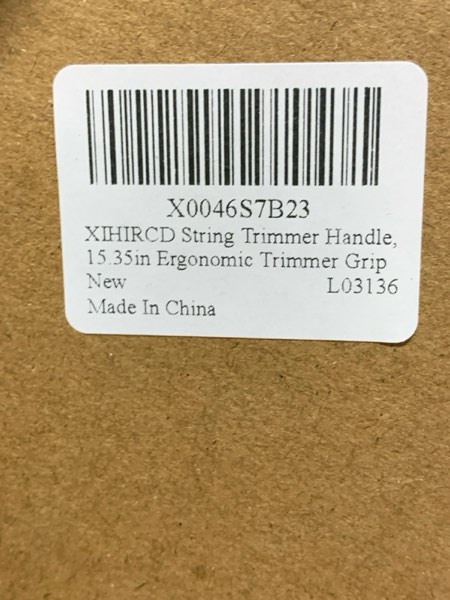 X0046S7B23
XIHIRCD String Trimmer Handle,
15.35in Ergonomic Trimmer Grip
New L03136
Made In China